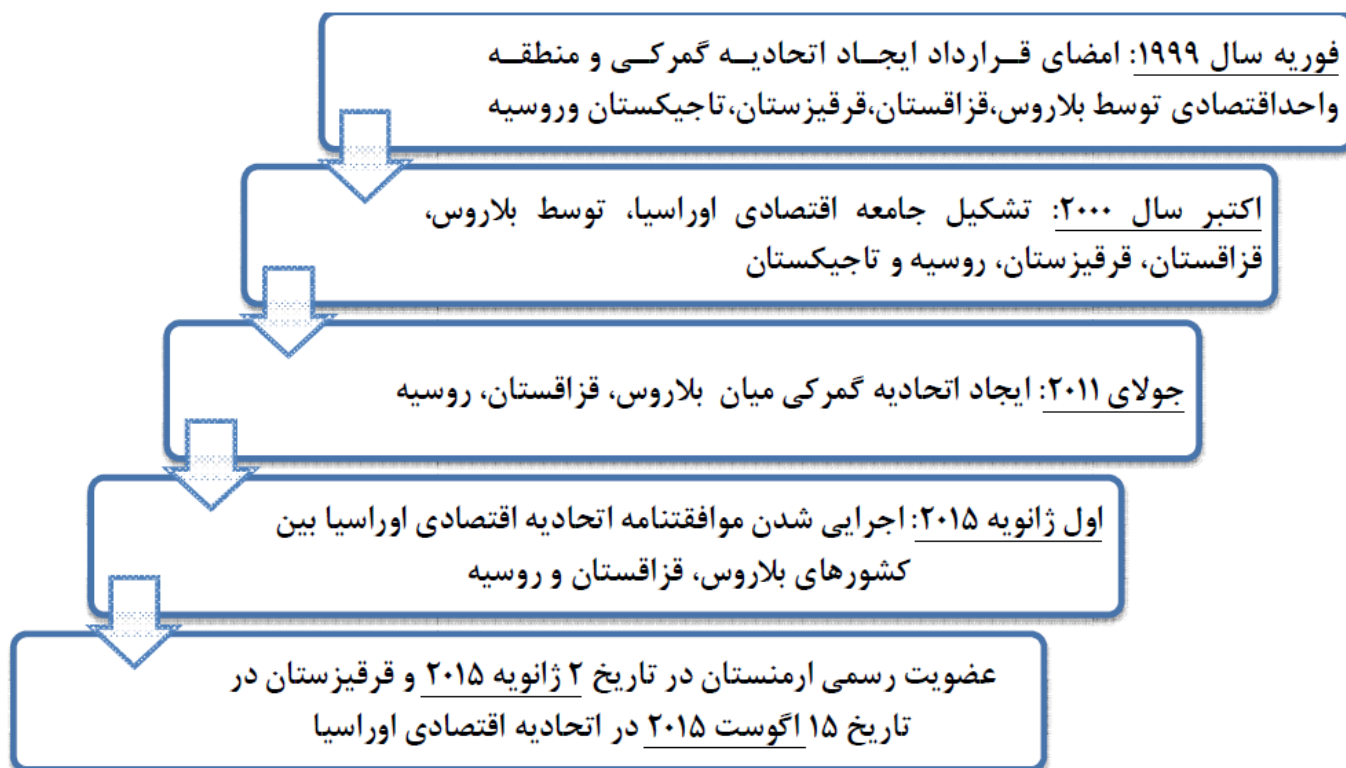 فوریه سال ۱۹۹۹: امضای قرارداد ایجاد اتحادیه گمرکی و منطقه
واحداقتصادی توسط بلاروس،قزاقستان،قرقیزستان،تاجیکستان وروسیه
اکتبر سال ۲۰۰۰: تشکیل جامعه اقتصادی اوراسیا، توسط بلاروس،
قزاقستان، قرقیزستان، روسیه و تاجیکستان
جولای ۲۰۱۱: ایجاد اتحادیه گمرکی میان بلاروس، قزاقستان، روسیه
اول ژانویه ۲۰۱۵: اجرایی شدن موافقتنامه اتحادیه اقتصادی اوراسیا بین
کشورهای بلاروس، قزاقستان و روسیه
عضویت رسمی ارمنستان در تاریخ ۲ ژانویه ۲۰۱۵ و قرقیزستان در
تاریخ ۱۵ اگوست ۲۰۱۵ در اتحادیه اقتصادی اوراسیا